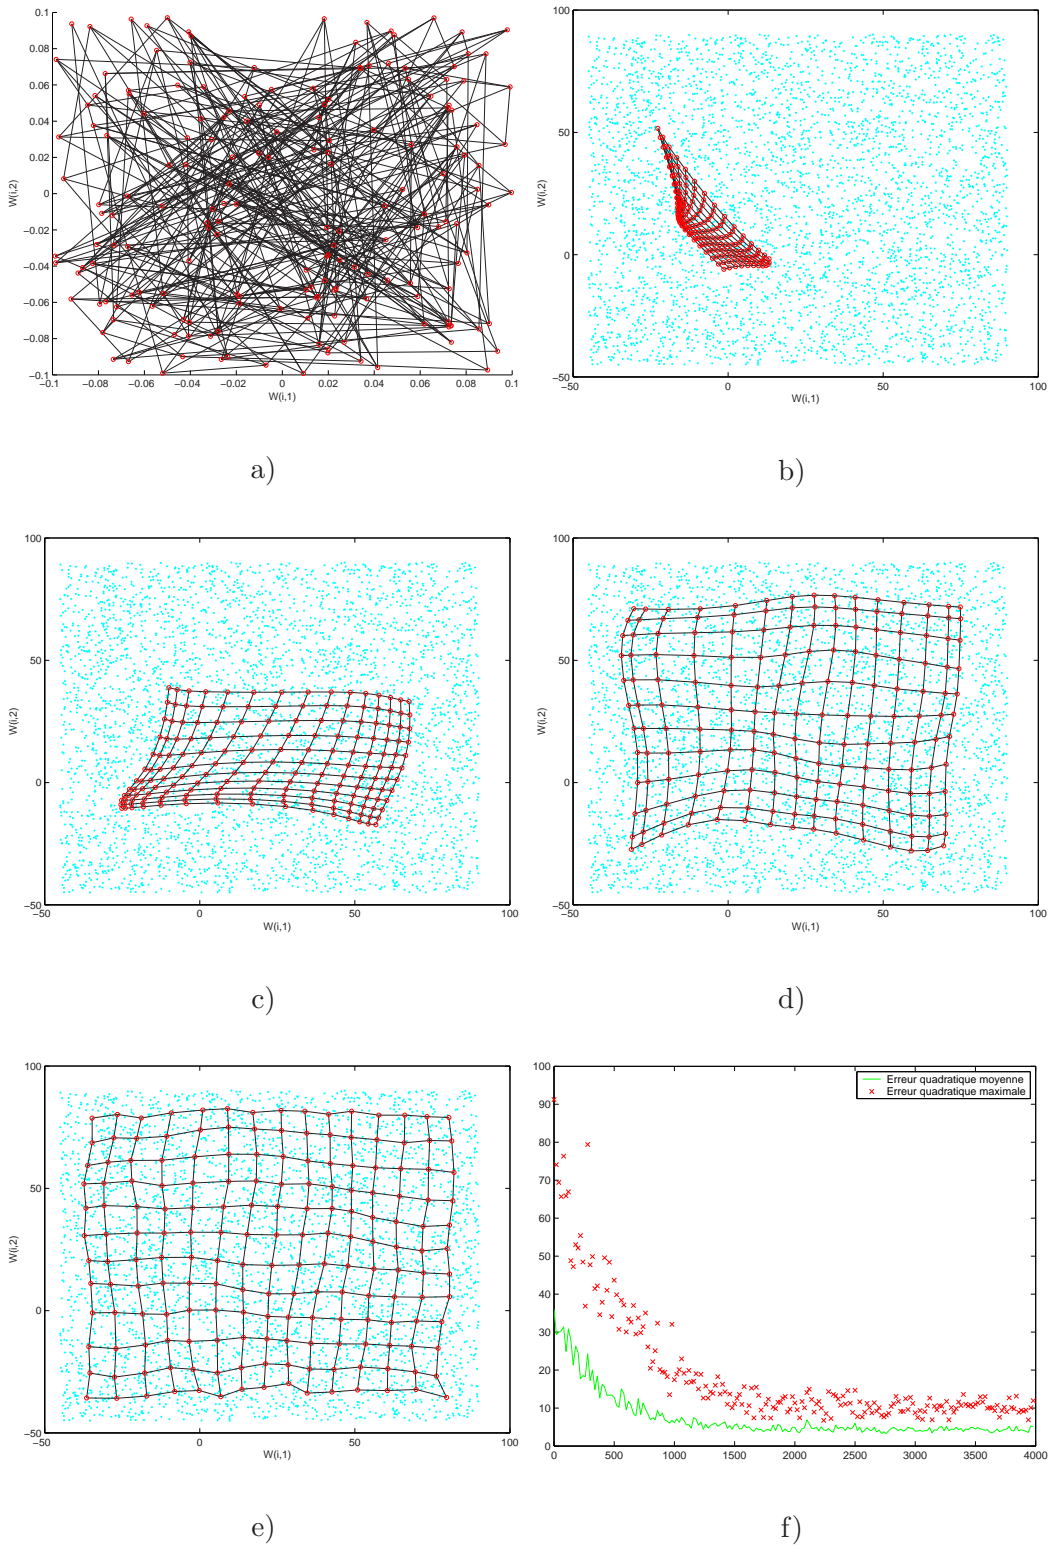 0.1
0.08
0.06
0.04
0.02
0
−0.02
−0.04
−0.06
−0.08
−0.1
W(i,2)
−0.1 −0.08 −0.06 −0.04 −0.02 0 0.02 0.04 0.06 0.08 0.1
W(i,1)
a)
100
50
0
−50
W(i,2)
−50 0 50 100
W(i,1)
b)
100
50
0
−50
W(i,2)
−50 0 50 100
W(i,1)
c)
100
50
0
−50
W(i,2)
−50 0 50 100
W(i,1)
d)
100
50
0
−50
W(i,2)
−50 0 50 100
W(i,1)
e)
100
90
80
70
60
50
40
30
20
10
0
Erreur quadratique moyenne
Erreur quadratique maximale
0 500 1000 1500 2000 2500 3000 3500 4000
f)